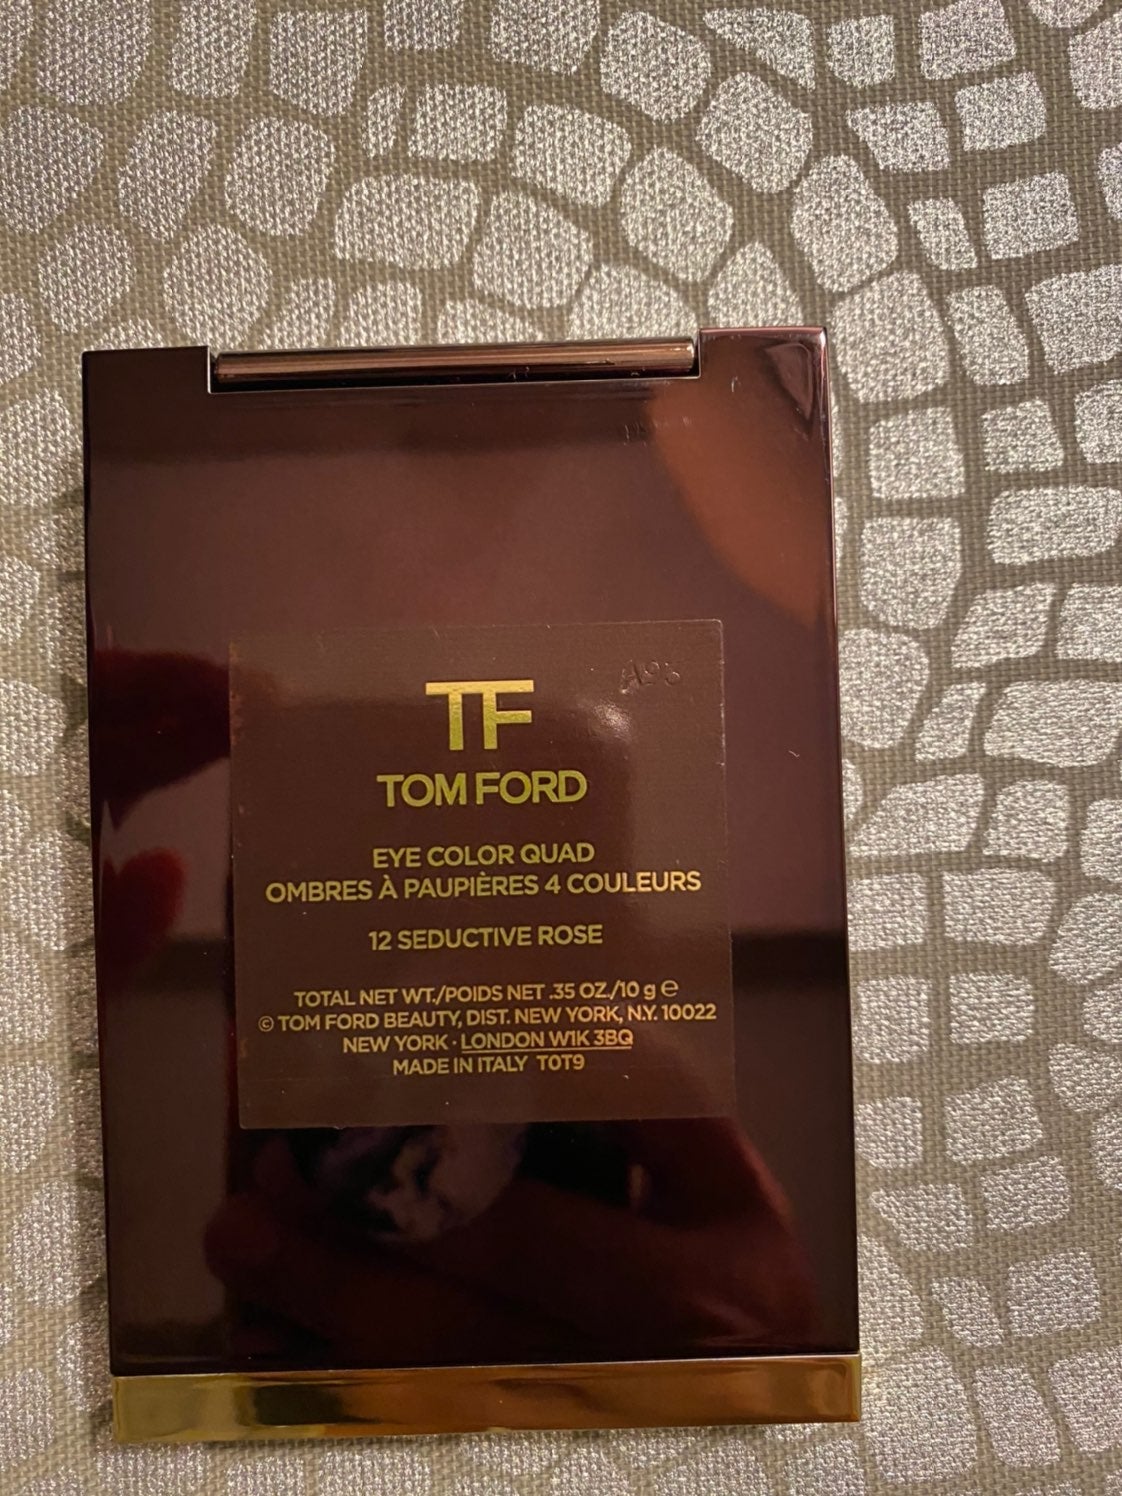 A98
TF
TOM FORD
EYE COLOR QUAD
OMBRES À PAUPIÈRES 4 COULEURS
12 SEDUCTIVE ROSE
TOTAL NET WT./POIDS NET .35 OZ./10 g ℮
© TOM FORD BEAUTY, DIST. NEW YORK, N.Y. 10022
NEW YORK · LONDON W1K 3BQ
MADE IN ITALY T0T9